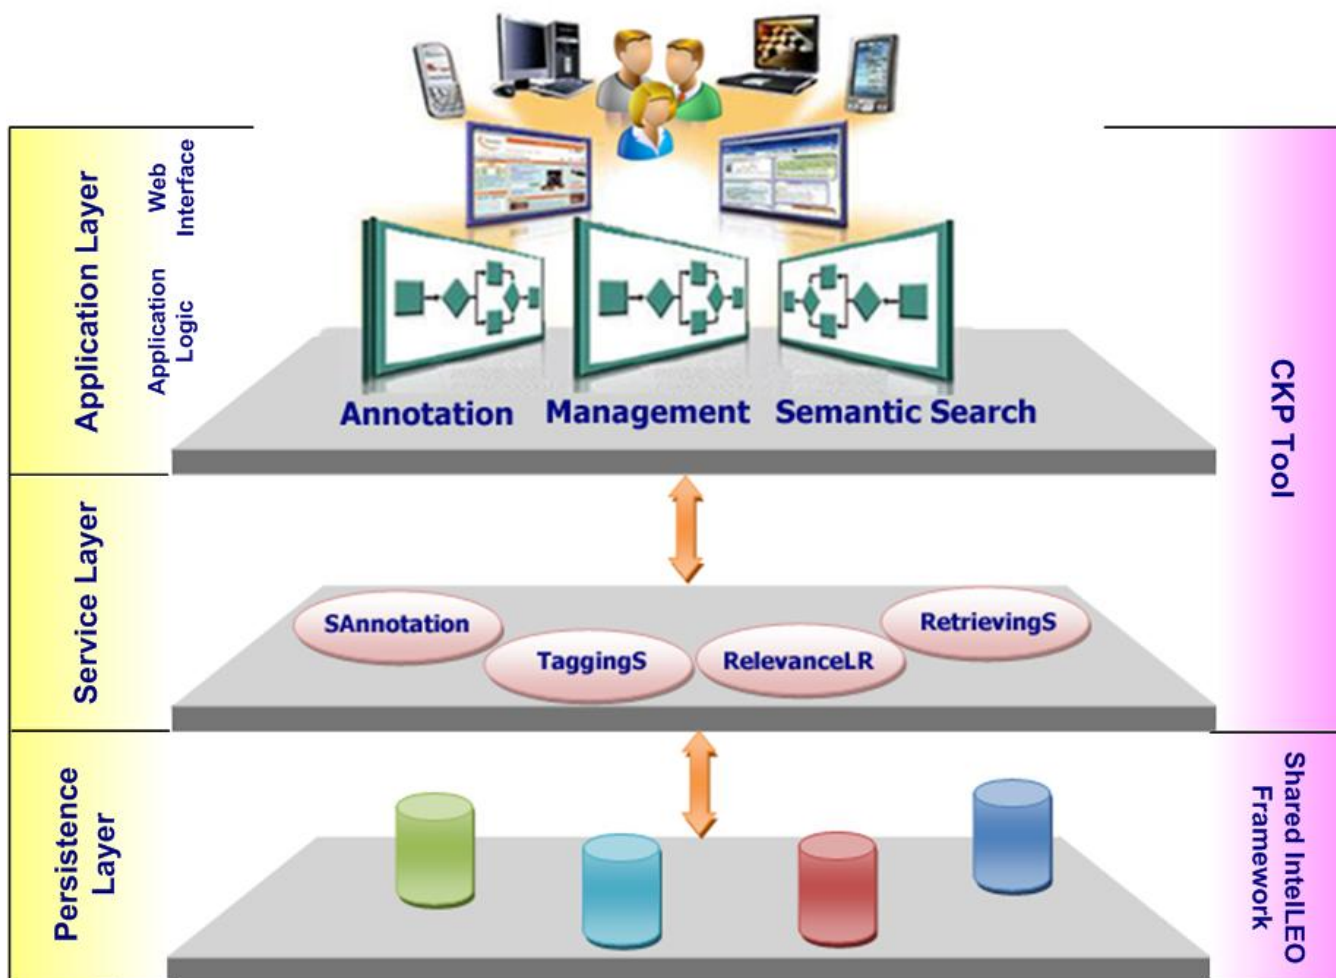 Application Layer
Web
Interface
Application
Logic
Annotation
Management
Semantic Search
CKP Tool
Service Layer
SAnnotation
TaggingS
RelevanceLR
RetrievingS
Persistence
Layer
Shared IntelLEO
Framework